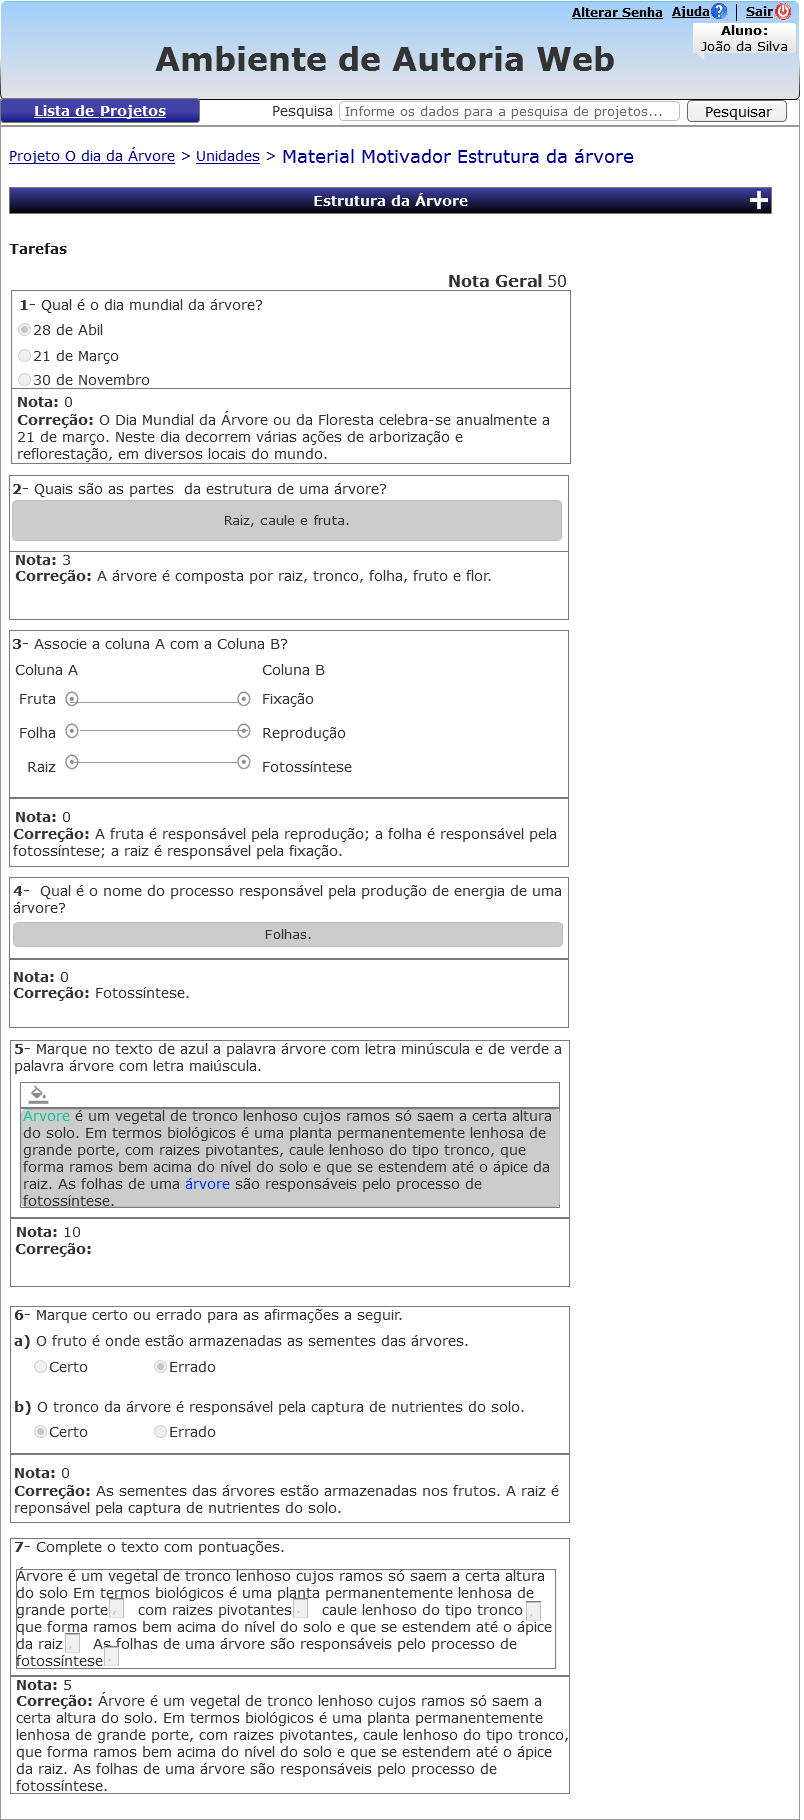 Alterar Senha Ajuda | Sair
Aluno:
João da Silva
Ambiente de Autoria Web
Lista de Projetos
Pesquisa Informe os dados para a pesquisa de projetos... Pesquisar
Projeto O dia da Árvore > Unidades > Material Motivador Estrutura da árvore
Estrutura da Árvore
Tarefas
Nota Geral 50
1- Qual é o dia mundial da árvore?
28 de Abil
21 de Março
30 de Novembro
Nota: 0
Correção: O Dia Mundial da Árvore ou da Floresta celebra-se anualmente a
21 de março. Neste dia decorrem várias ações de arborização e
reflorestação, em diversos locais do mundo.
2- Quais são as partes da estrutura de uma árvore?
Raiz, caule e fruta.
Nota: 3
Correção: A árvore é composta por raiz, tronco, folha, fruto e flor.
3- Associe a coluna A com a Coluna B?
Coluna A Coluna B
Fruta Fixação
Folha Reprodução
Raiz Fotossíntese
Nota: 0
Correção: A fruta é responsável pela reprodução; a folha é responsável pela
fotossíntese; a raiz é responsável pela fixação.
4- Qual é o nome do processo responsável pela produção de energia de uma
árvore?
Folhas.
Nota: 0
Correção: Fotossíntese.
5- Marque no texto de azul a palavra árvore com letra minúscula e de verde a
palavra árvore com letra maiúscula.
Árvore é um vegetal de tronco lenhoso cujos ramos só saem a certa altura
do solo. Em termos biológicos é uma planta permanentemente lenhosa de
grande porte, com raizes pivotantes, caule lenhoso do tipo tronco, que
forma ramos bem acima do nível do solo e que se estendem até o ápice da
raiz. As folhas de uma árvore são responsáveis pelo processo de
fotossíntese.
Nota: 10
Correção:
6- Marque certo ou errado para as afirmações a seguir.
a) O fruto é onde estão armazenadas as sementes das árvores.
Certo Errado
b) O tronco da árvore é responsável pela captura de nutrientes do solo.
Certo Errado
Nota: 0
Correção: As sementes das árvores estão armazenadas nos frutos. A raiz é
reponsável pela captura de nutrientes do solo.
7- Complete o texto com pontuações.
Árvore é um vegetal de tronco lenhoso cujos ramos só saem a certa altura
do solo Em termos biológicos é uma planta permanentemente lenhosa de
grande porte com raizes pivotantes caule lenhoso do tipo tronco
que forma ramos bem acima do nível do solo e que se estendem até o ápice
da raiz As folhas de uma árvore são responsáveis pelo processo de
fotossíntese
Nota: 5
Correção: Árvore é um vegetal de tronco lenhoso cujos ramos só saem a
certa altura do solo. Em termos biológicos é uma planta permanentemente
lenhosa de grande porte, com raizes pivotantes, caule lenhoso do tipo tronco,
que forma ramos bem acima do nível do solo e que se estendem até o ápice
da raiz. As folhas de uma árvore são responsáveis pelo processo de
fotossíntese.